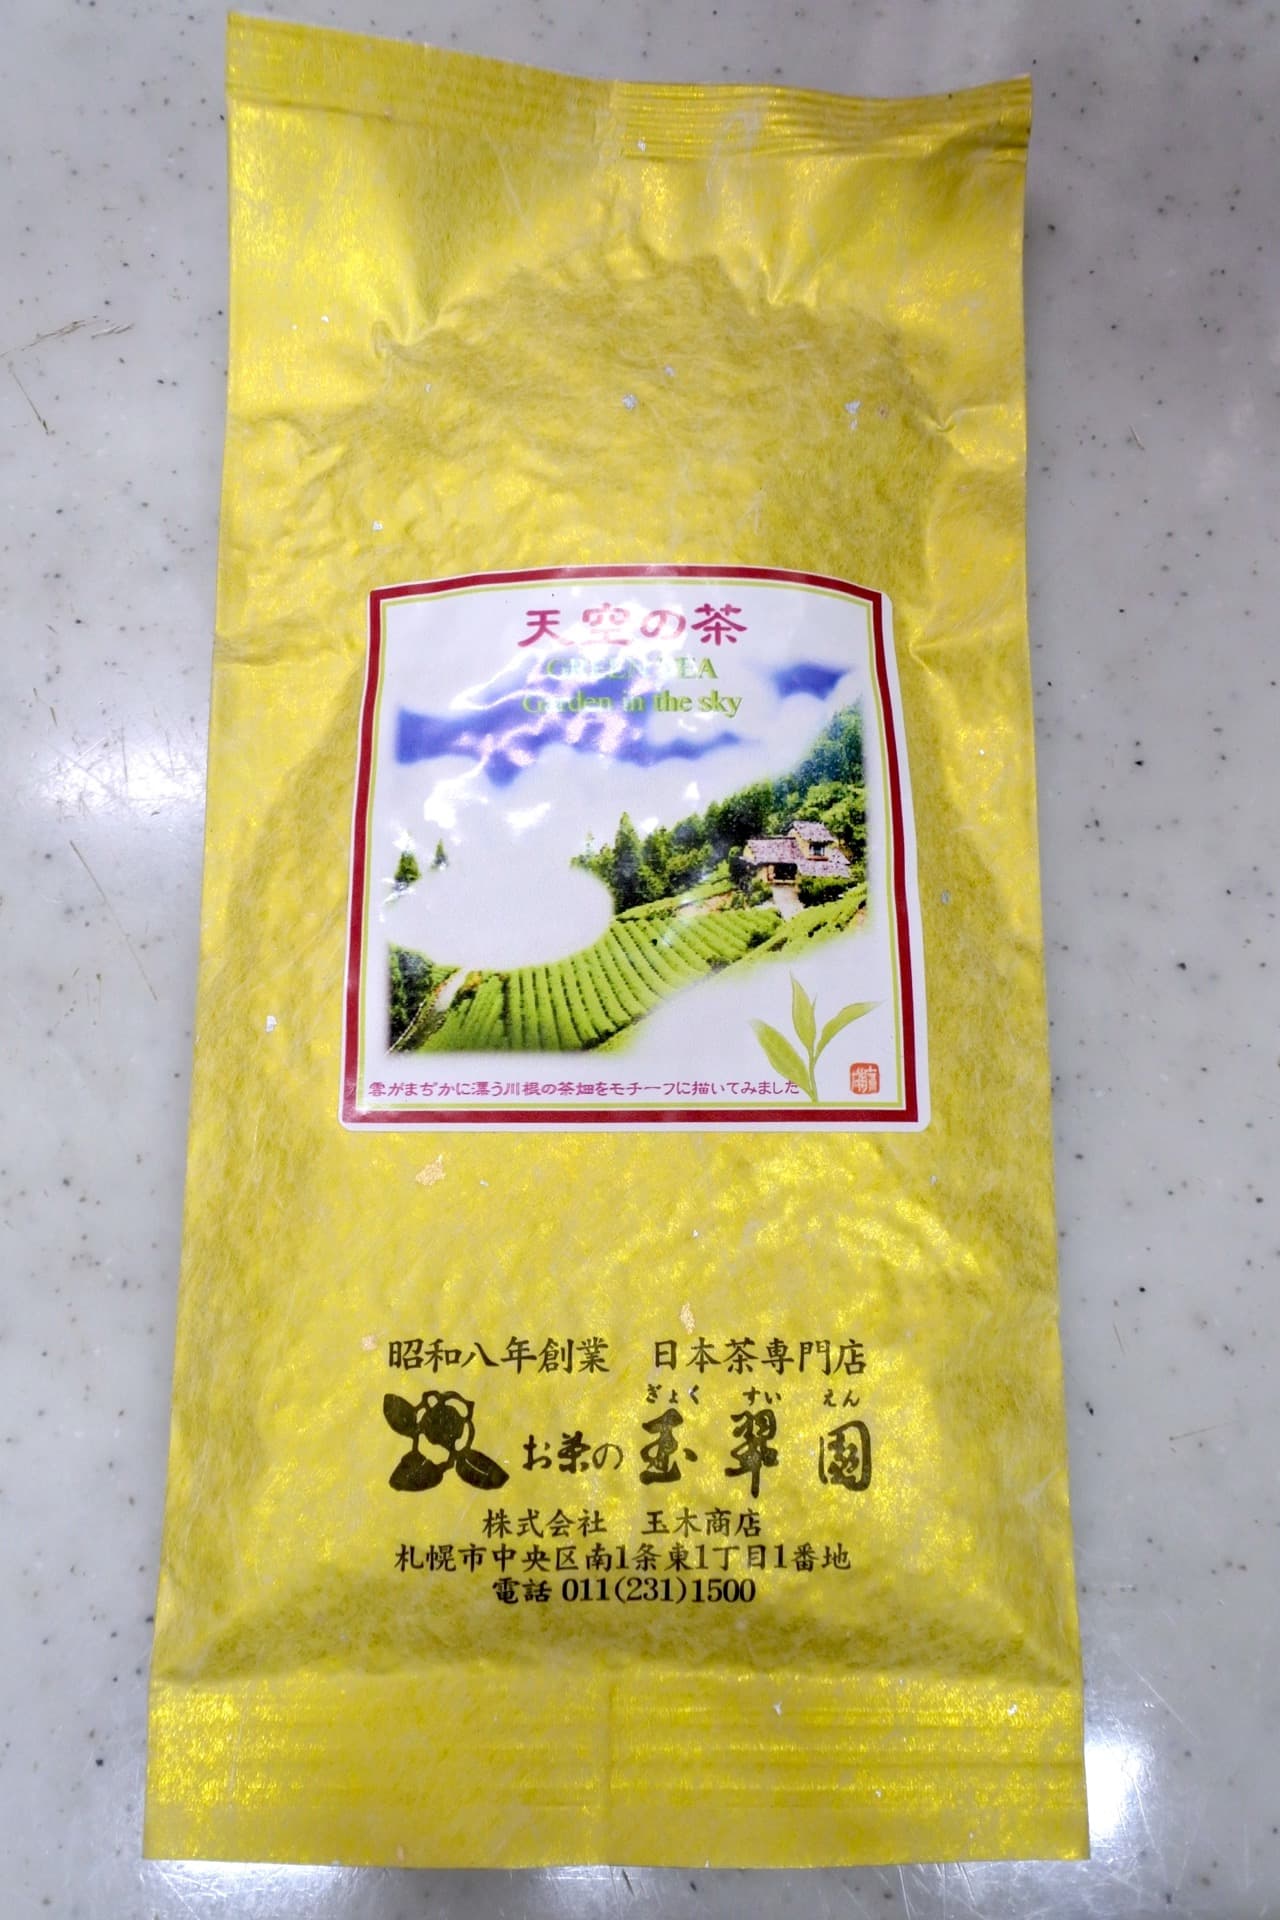 天空の茶
GREEN TEA
Garden in the sky
雲がまぢかに漂う川根の茶畑をモチーフに描いてみました
昭和八年創業　日本茶専門店
ぎょく　すい　えん
お茶の玉翠園
株式会社　玉木商店
札幌市中央区南1条東1丁目1番地
電話 011(231)1500